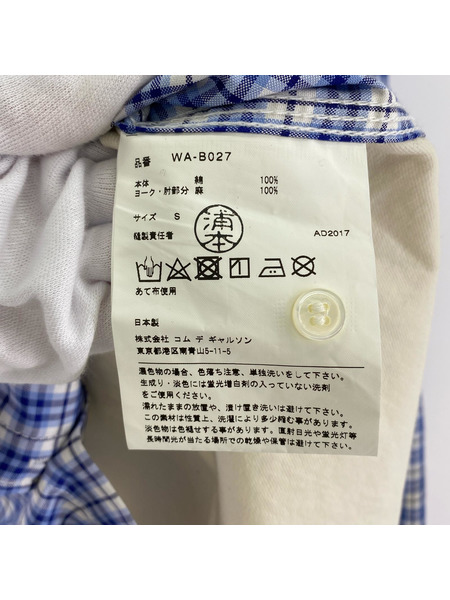 品番 WA-B027
本体 綿 100%
ヨーク・肘部分 麻 100%
サイズ S
浦本
縫製責任者 AD2017
あて布使用
日本製
株式会社 コム デ ギャルソン
東京都港区南青山5-11-5
濃色物の場合、色落ち注意、単独洗いをして下さい。
生成り・淡色には蛍光増白剤の入っていない洗剤
をご使用下さい。
濡れたままの放置や、漬け置き洗いは避けて下さい。
この素材は性質上、洗濯により多少縮む事があります。
淡色物は色褪せする事があります。直射日光や蛍光灯等
長時間光が当たる場所での乾燥や保管は避けて下さい。